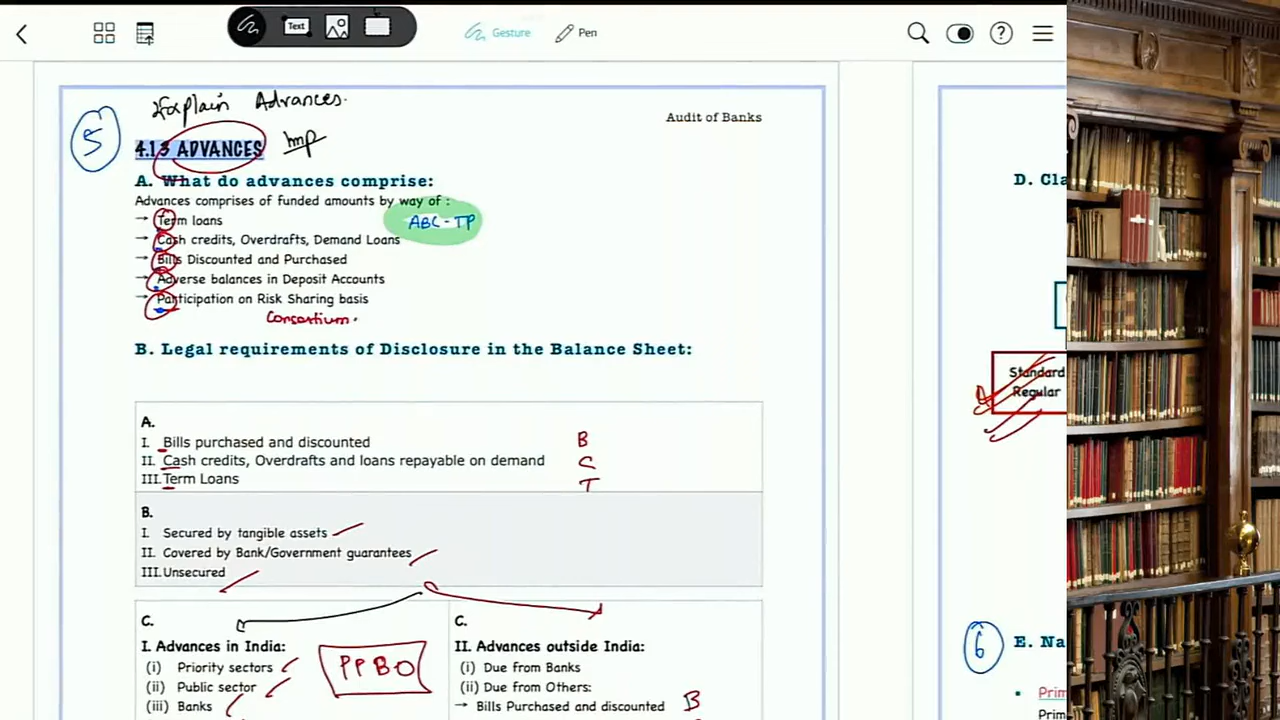 Text
Gesture
Pen
Explain Advances.
Audit of Banks
5
4.1.3 ADVANCES Imp
A. What do advances comprise:
Advances comprises of funded amounts by way of :
→ Term loans
ABC - TP
→ Cash credits, Overdrafts, Demand Loans
→ Bills Discounted and Purchased
→ Adverse balances in Deposit Accounts
→ Participation on Risk Sharing basis
Consortium.
B. Legal requirements of Disclosure in the Balance Sheet:
A.
I. Bills purchased and discounted B
II. Cash credits, Overdrafts and loans repayable on demand C
III. Term Loans T
B.
I. Secured by tangible assets
II. Covered by Bank/Government guarantees
III. Unsecured
C.
I. Advances in India:
(i) Priority sectors
(ii) Public sector
(iii) Banks
PPBO
C.
II. Advances outside India:
(i) Due from Banks
(ii) Due from Others:
→ Bills Purchased and discounted B
D. Cla
Standard
Regular
6
E. Na
• Prim
Prim